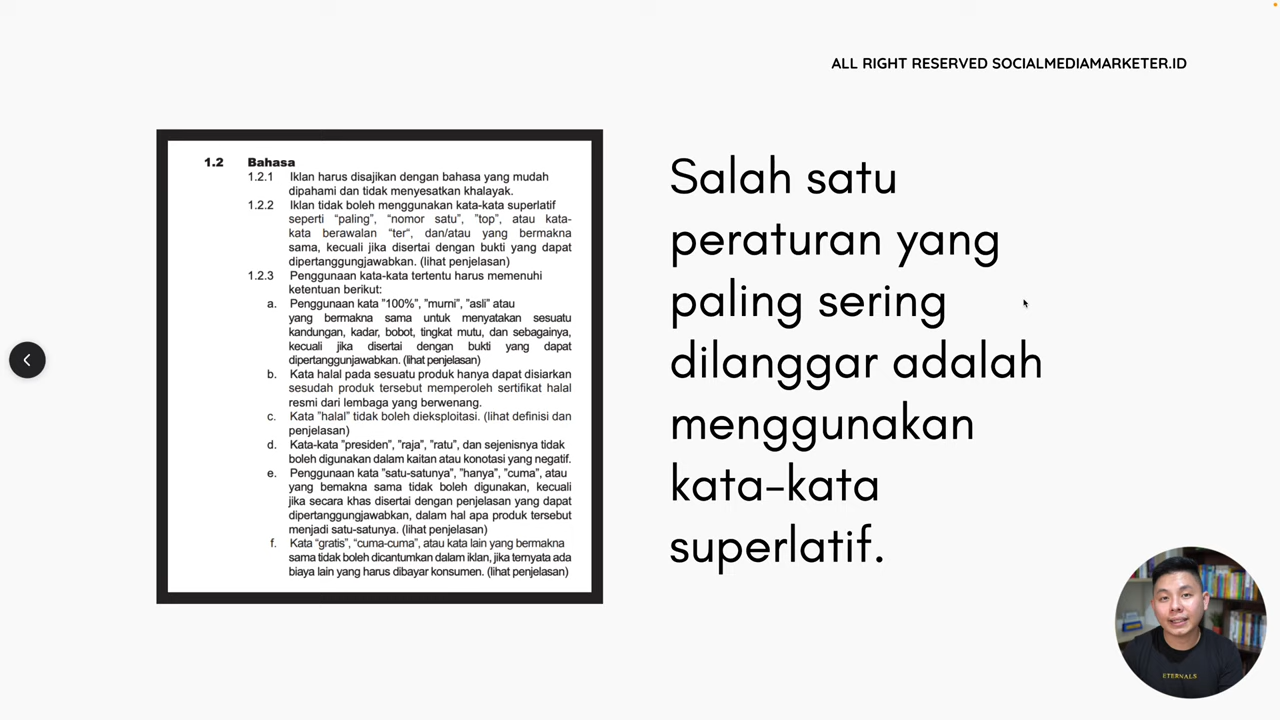 ALL RIGHT RESERVED SOCIALMEDIAMARKETER.ID
1.2 Bahasa
1.2.1 Iklan harus disajikan dengan bahasa yang mudah
dipahami dan tidak menyesatkan khalayak.
1.2.2 Iklan tidak boleh menggunakan kata-kata superlatif
seperti “paling”, “nomor satu”, ”top”, atau kata-
kata berawalan “ter“, dan/atau yang bermakna
sama, kecuali jika disertai dengan bukti yang dapat
dipertanggungjawabkan. (lihat penjelasan)
1.2.3 Penggunaan kata-kata tertentu harus memenuhi
ketentuan berikut:
a. Penggunaan kata ”100%”, ”murni”, ”asli” atau
yang bermakna sama untuk menyatakan sesuatu
kandungan, kadar, bobot, tingkat mutu, dan sebagainya,
kecuali jika disertai dengan bukti yang dapat
dipertanggunjawabkan. (lihat penjelasan)
b. Kata halal pada sesuatu produk hanya dapat disiarkan
sesudah produk tersebut memperoleh sertifikat halal
resmi dari lembaga yang berwenang.
c. Kata ”halal” tidak boleh dieksploitasi. (lihat definisi dan
penjelasan)
d. Kata-kata ”presiden”, ”raja”, ”ratu”, dan sejenisnya tidak
boleh digunakan dalam kaitan atau konotasi yang negatif.
e. Penggunaan kata ”satu-satunya”, ”hanya”, ”cuma”, atau
yang bemakna sama tidak boleh digunakan, kecuali
jika secara khas disertai dengan penjelasan yang dapat
dipertanggungjawabkan, dalam hal apa produk tersebut
menjadi satu-satunya. (lihat penjelasan)
f. Kata “gratis”, “cuma-cuma”, atau kata lain yang bermakna
sama tidak boleh dicantumkan dalam iklan, jika ternyata ada
biaya lain yang harus dibayar konsumen. (lihat penjelasan)
Salah satu
peraturan yang
paling sering
dilanggar adalah
menggunakan
kata-kata
superlatif.
ETERNALS